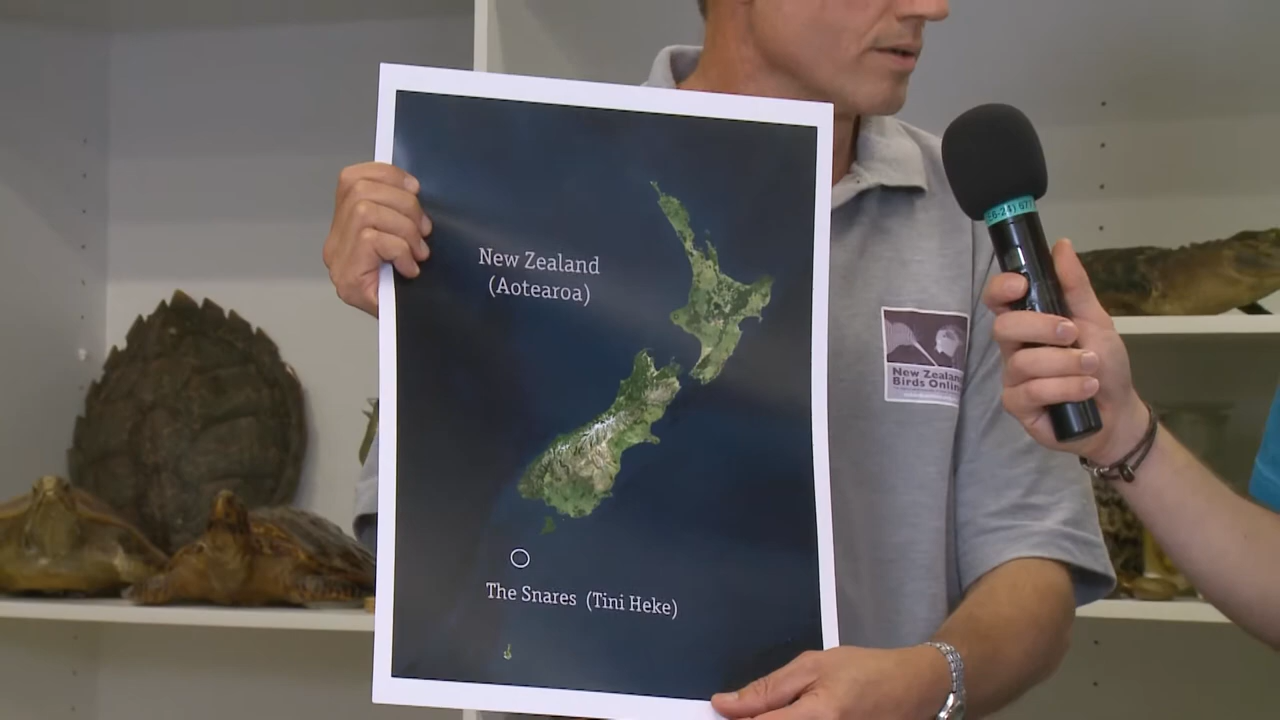 New Zealand
(Aotearoa)
The Snares (Tini Heke)
New Zealand
Birds Online